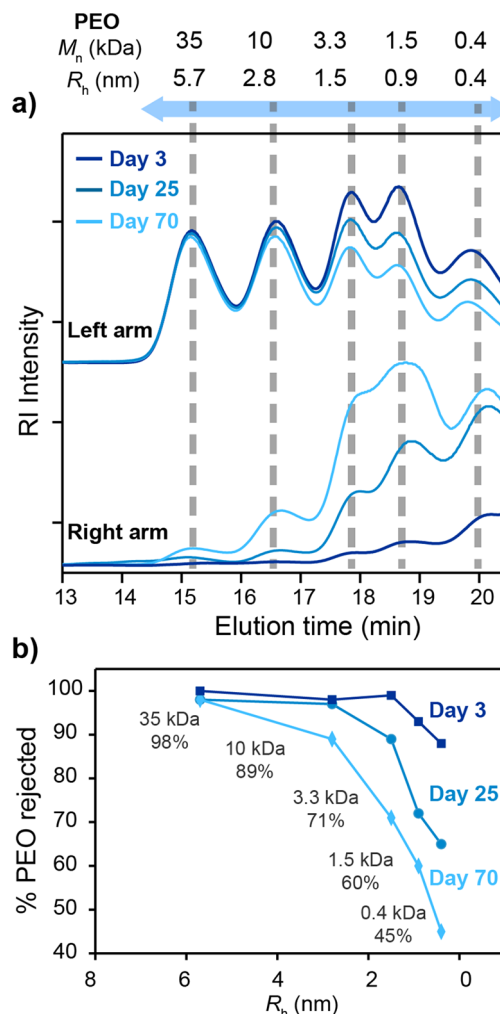 PEO
Mn (kDa) 35 10 3.3 1.5 0.4
Rh (nm) 5.7 2.8 1.5 0.9 0.4
a)
Day 3
Day 25
Day 70
Left arm
Right arm
RI Intensity
13 14 15 16 17 18 19 20
Elution time (min)
b)
100
90
80
70
60
50
40
% PEO rejected
Day 3
Day 25
Day 70
35 kDa
98%
10 kDa
89%
3.3 kDa
71%
1.5 kDa
60%
0.4 kDa
45%
8 6 4 2 0
Rh (nm)